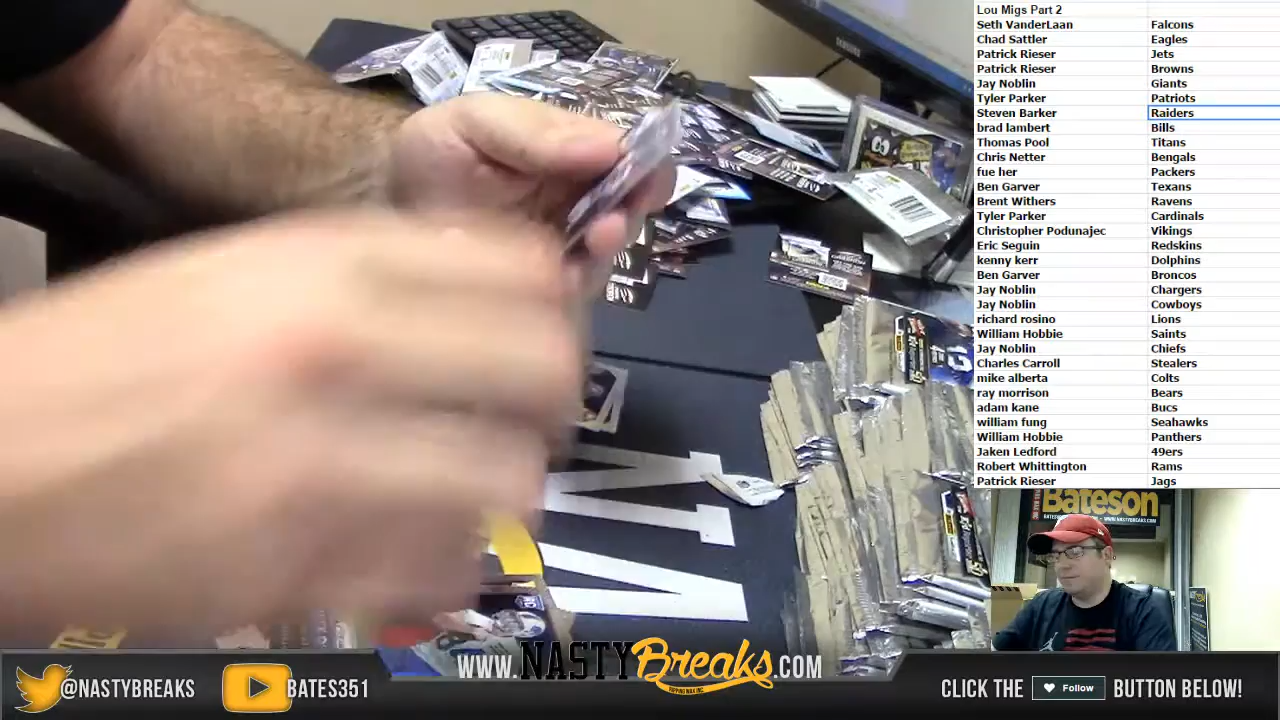 Lou Migs Part 2
Seth VanderLaan Falcons
Chad Sattler Eagles
Patrick Rieser Jets
Patrick Rieser Browns
Jay Noblin Giants
Tyler Parker Patriots
Steven Barker Raiders
brad lambert Bills
Thomas Pool Titans
Chris Netter Bengals
fue her Packers
Ben Garver Texans
Brent Withers Ravens
Tyler Parker Cardinals
Christopher Podunajec Vikings
Eric Seguin Redskins
kenny kerr Dolphins
Ben Garver Broncos
Jay Noblin Chargers
Jay Noblin Cowboys
richard rosino Lions
William Hobbie Saints
Jay Noblin Chiefs
Charles Carroll Stealers
mike alberta Colts
ray morrison Bears
adam kane Bucs
william fung Seahawks
William Hobbie Panthers
Jaken Ledford 49ers
Robert Whittington Rams
Patrick Rieser Jags
SAMSUNG
Bateson
@NASTYBREAKS
BATES351
WWW.NASTYBreaks.COM
RIPPING WAX INC
CLICK THE Follow BUTTON BELOW!